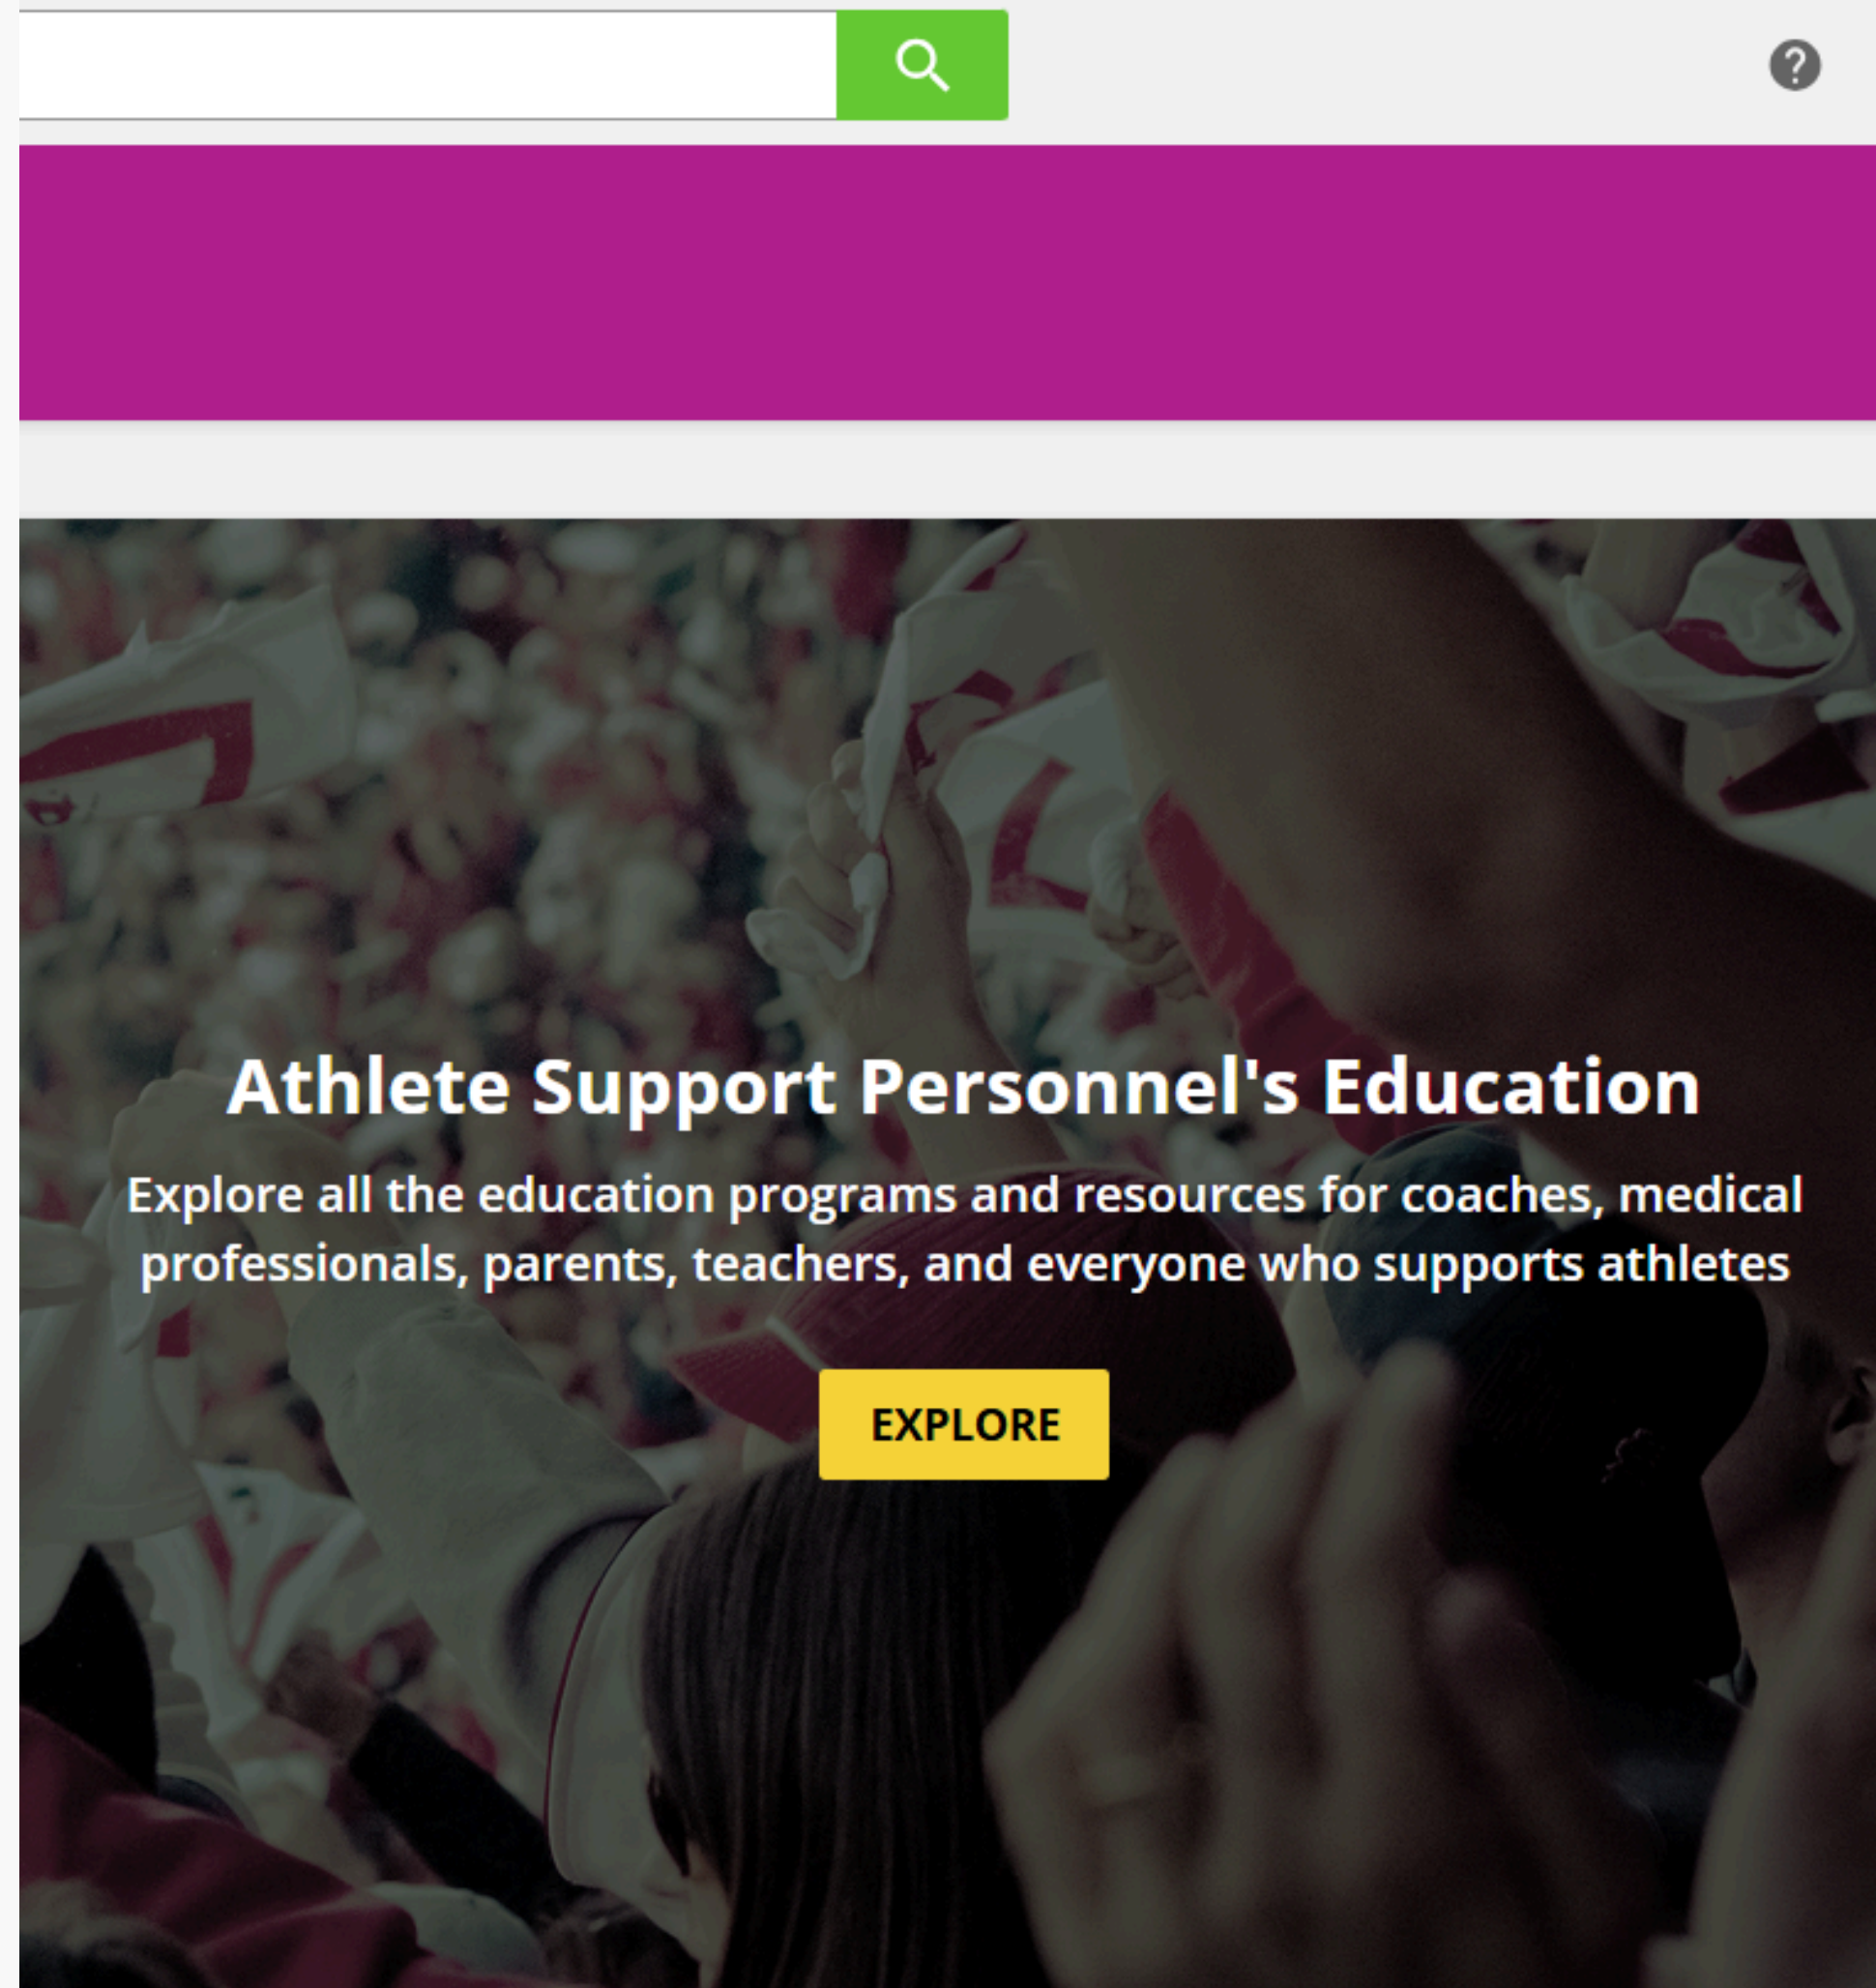 Athlete Support Personnel's Education
Explore all the education programs and resources for coaches, medical
professionals, parents, teachers, and everyone who supports athletes
EXPLORE